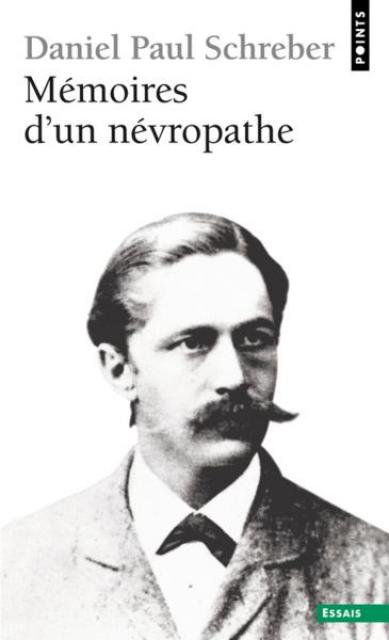 Daniel Paul Schreber
POINTS
Mémoires
d'un névropathe
ESSAIS